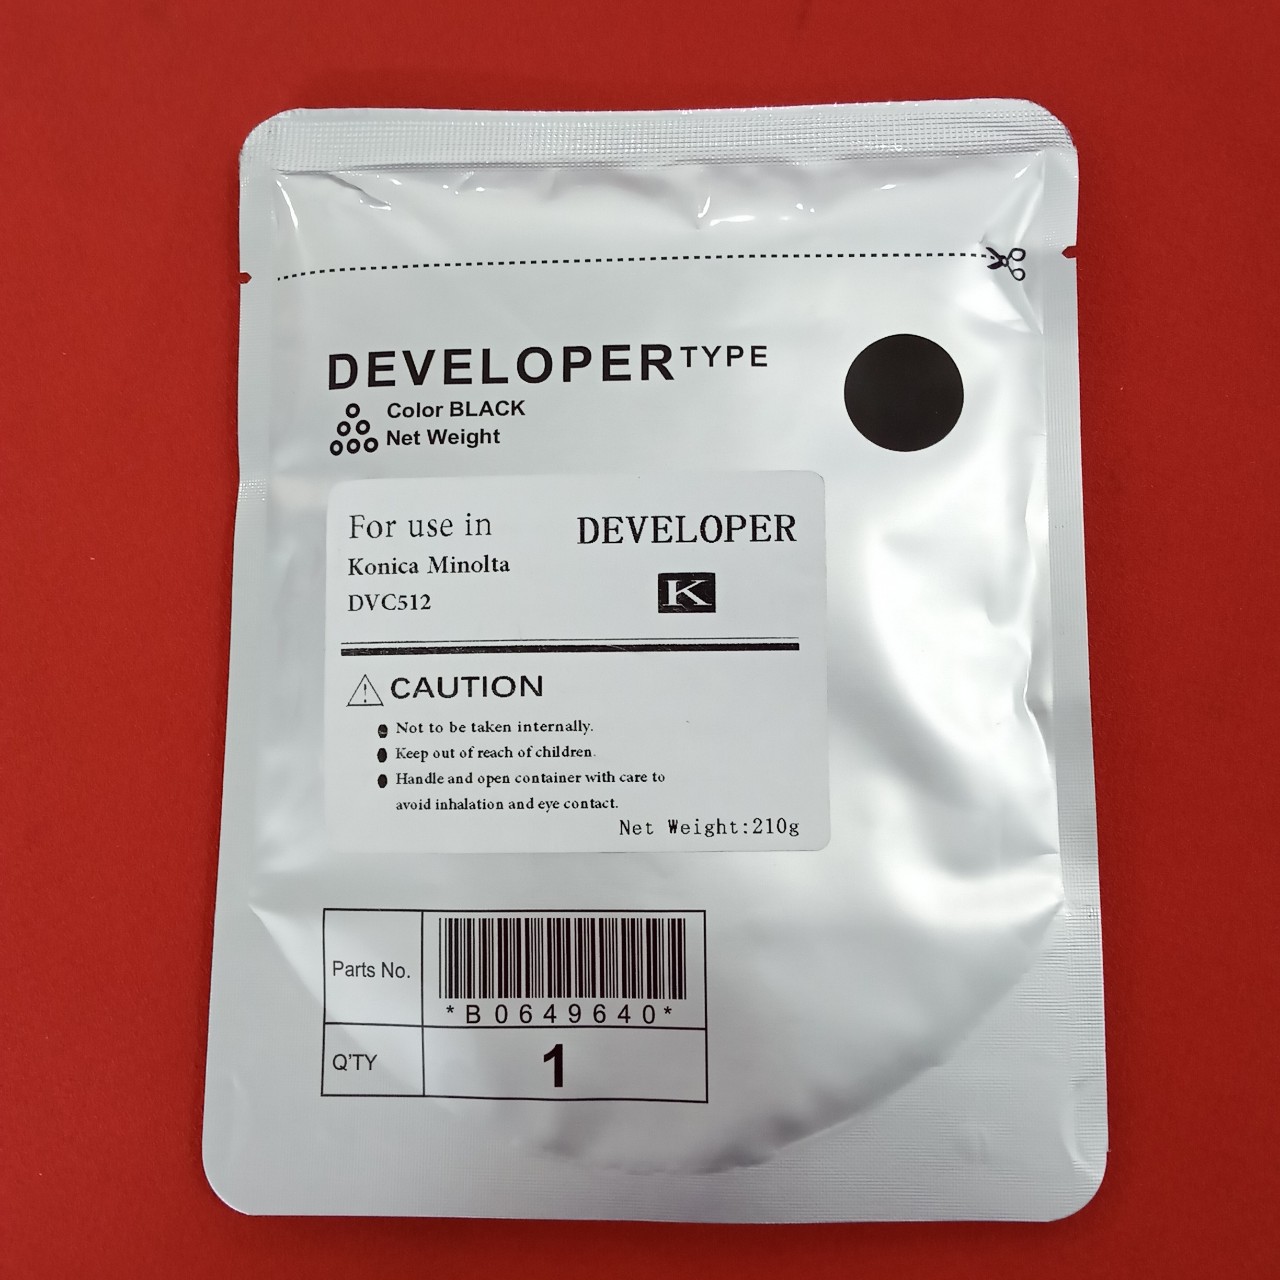 DEVELOPER TYPE
Color BLACK
Net Weight
For use in
Konica Minolta
DVC512
DEVELOPER
K
CAUTION
Not to be taken internally.
Keep out of reach of children.
Handle and open container with care to
avoid inhalation and eye contact.
Net Weight:210g
Parts No.
*B0649640*
Q'TY
1